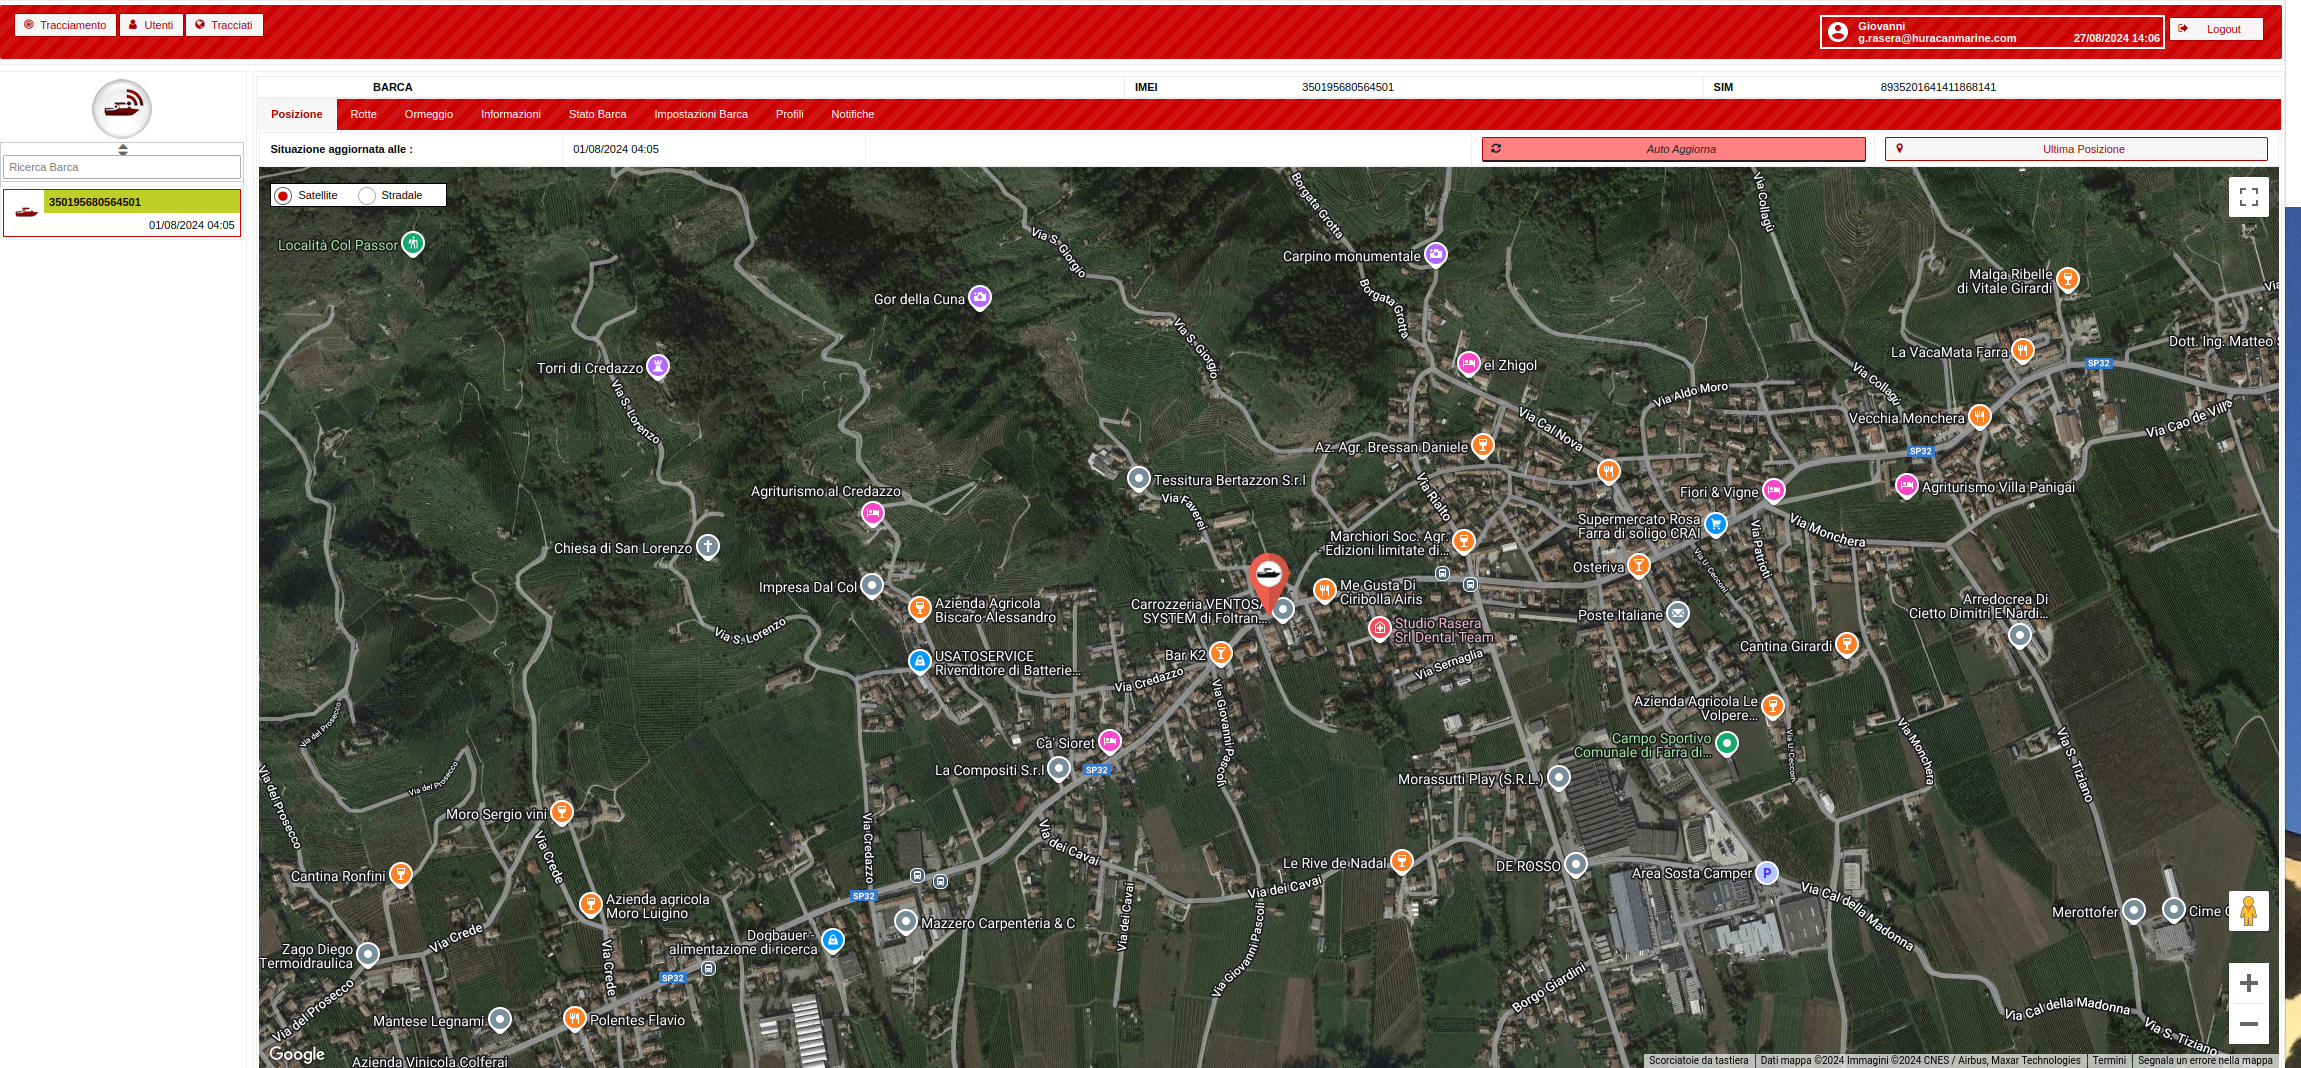 Tracciamento
Utenti
Tracciati
Giovanni
g.rasera@huracanmarine.com
27/08/2024 14:06
Logout
BARCA
IMEI
350195680564501
SIM
8935201641411868141
Posizione
Rotte
Ormeggio
Informazioni
Stato Barca
Impostazioni Barca
Profili
Notifiche
Situazione aggiornata alle :
01/08/2024 04:05
Auto Aggiorna
Ultima Posizione
Ricerca Barca
350195680564501
01/08/2024 04:05
Satellite
Stradale
Località Col Passor
Via S. Giorgio
Borgata Grotta
Carpino monumentale
Via Collagù
Malga Ribelle
di Vitale Girardi
Via
Gor della Cuna
Borgata Grotta
Via S. Giorgio
Torri di Credazzo
el Zhìgol
La VacaMata Farra
Dott. Ing. Matteo S
SP32
Via S. Lorenzo
Via Aldo Moro
Via Collagù
Via Cal Nova
Vecchia Monchera
Via Cao de Villa
Az. Agr. Bressan Daniele
SP32
Tessitura Bertazzon S.r.l
Agriturismo al Credazzo
Via Faverei
Via Rialto
Fiori & Vigne
Agriturismo Villa Panigai
Supermercato Rosa
Farra di soligo CRAI
Via Monchera
Via Patrioti
Marchiori Soc. Agr.
- Edizioni limitate di...
Chiesa di San Lorenzo
Osteriva
Via U. Cecconi
Impresa Dal Col
Me Gusta Di
Ciribolla Airis
Azienda Agricola
Biscaro Alessandro
Carrozzeria VENTOSA
SYSTEM di Foltran...
Poste Italiane
Arredocrea Di
Cietto Dimitri E Nardi...
Studio Rasera
Srl Dental Team
Via S. Lorenzo
Cantina Girardi
USATOSERVICE
Rivenditore di Batterie...
Bar K2
Via Sernaglia
Via Credazzo
Via Giovanni Pascoli
Azienda Agricola Le
Volpere...
Via del Prosecco
Ca' Sioret
Campo Sportivo
Comunale di Farra di...
Via U. Cecconi
Via Monchera
Via S. Tiziano
La Compositi S.r.l
SP32
Morassutti Play (S.R.L.)
Via del Prosecco
Via del Prosecco
Moro Sergio vini
Via Crede
Via Credazzo
Via dei Cavai
Le Rive de Nadal
DE ROSSO
Area Sosta Camper
Cantina Ronfini
Via dei Cavai
Via Cal della Madonna
SP32
Azienda agricola
Moro Luigino
Mazzero Carpenteria & C
Via dei Cavai
Merottofer
Cime
Via Giovanni Pascoli
Dogbauer -
alimentazione di ricerca
Via Crede
Zago Diego
Termoidraulica
Via Crede
SP32
Borgo Giardini
Via del Prosecco
Via Cal della Madonna
Mantese Legnami
Polentes Flavio
Via S. Tiziano
Azienda Vinicola Colferai
Google
Scorciatoie da tastiera
Dati mappa ©2024 Immagini ©2024 CNES / Airbus, Maxar Technologies
Termini
Segnala un errore nella mappa